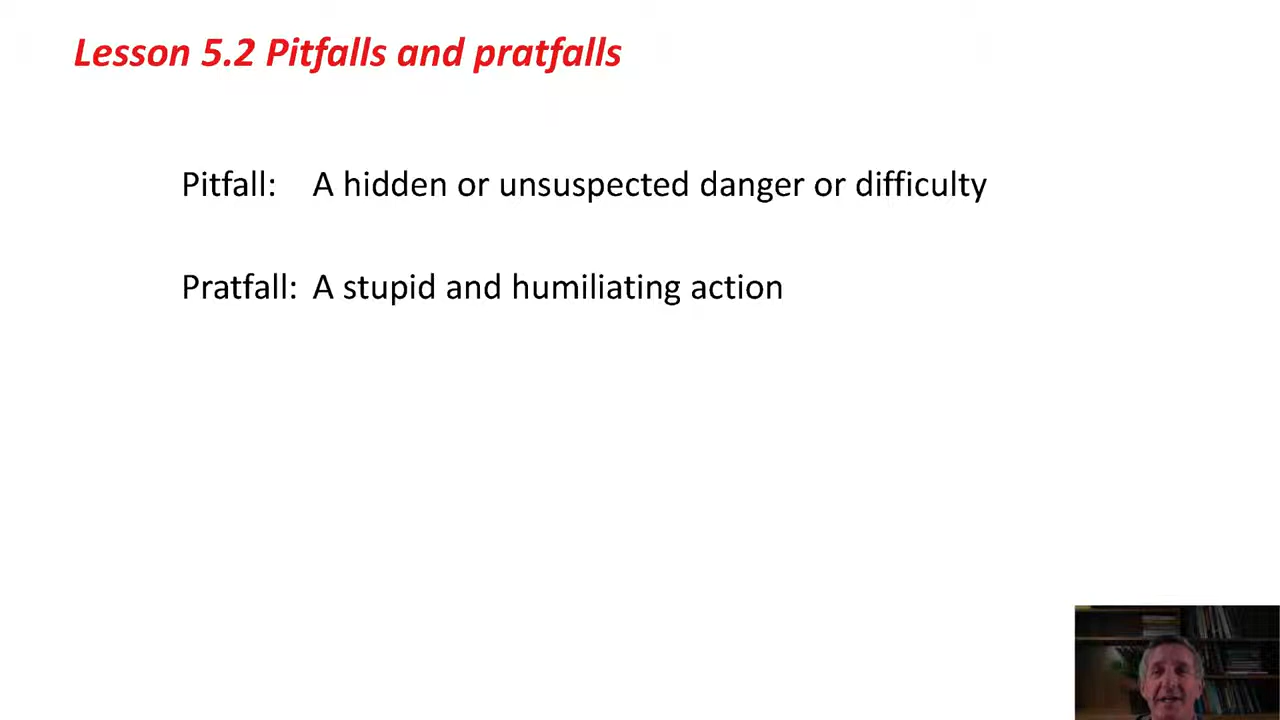 Lesson 5.2 Pitfalls and pratfalls
Pitfall: A hidden or unsuspected danger or difficulty
Pratfall: A stupid and humiliating action